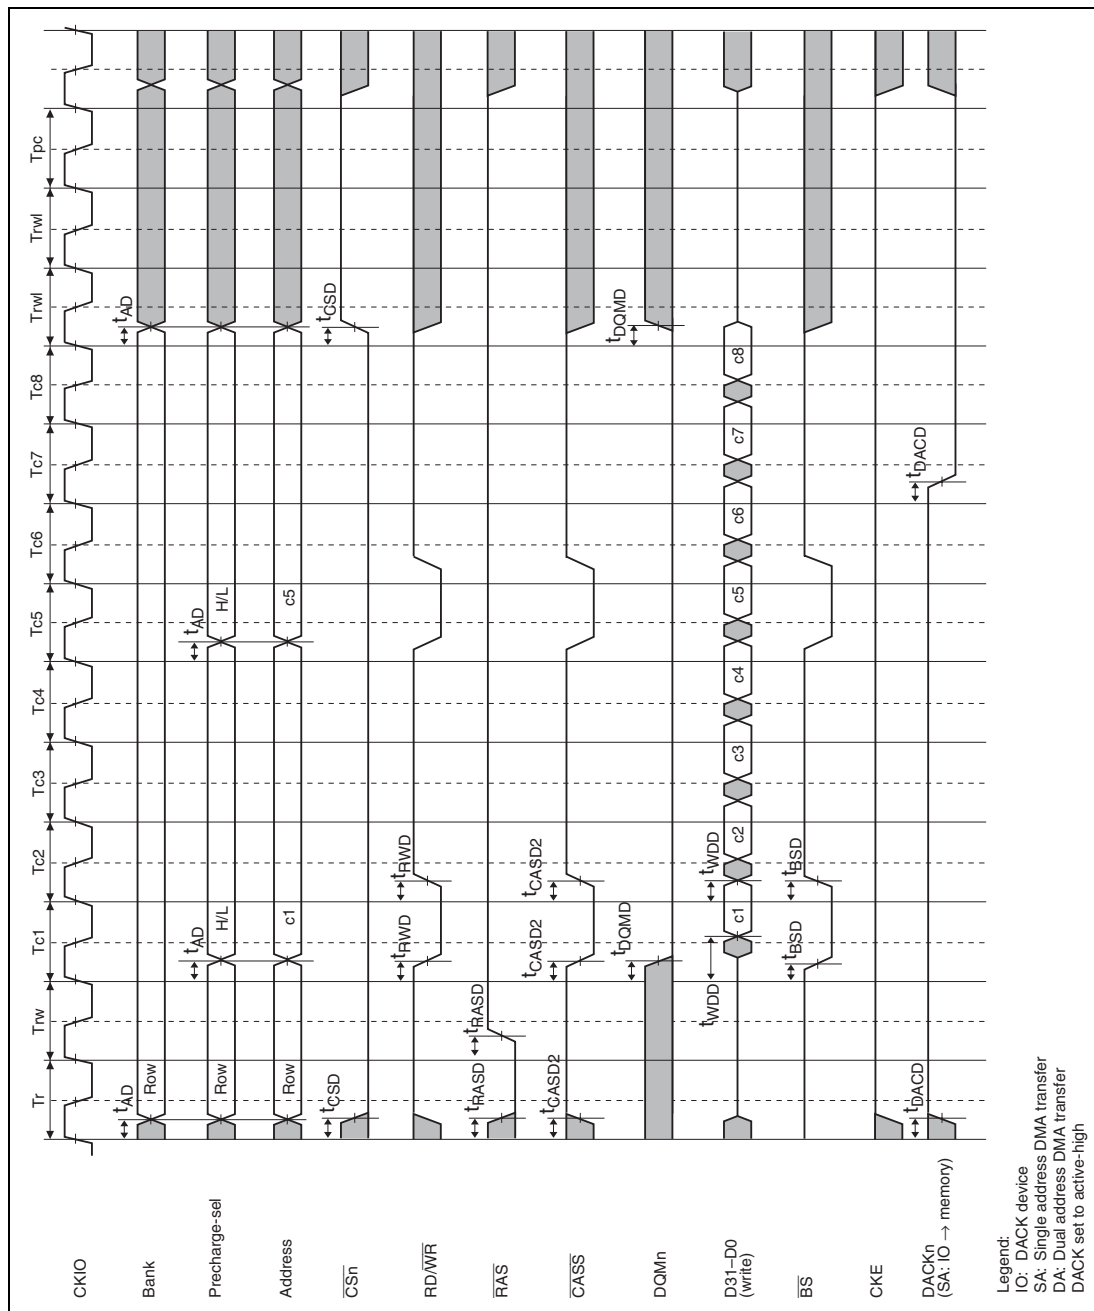 Tr Trw Tc1 Tc2 Tc3 Tc4 Tc5 Tc6 Tc7 Tc8 Trwl Trwl Tpc
CKIO
tAD tAD
Bank Row
tAD tAD
Precharge-sel Row H/L H/L
Address Row c1 c5
tCSD tCSD
CSn
tRWD tRWD
RD/WR
tRASD tRASD
RAS
tCASD2 tCASD2 tCASD2
CASS
tDQMD tDQMD
DQMn
tWDD tWDD
D31–D0
(write)
c1 c2 c3 c4 c5 c6 c7 c8
tBSD tBSD
BS
CKE
tDACD tDACD
DACKn
(SA: IO → memory)
Legend:
IO: DACK device
SA: Single address DMA transfer
DA: Dual address DMA transfer
DACK set to active-high